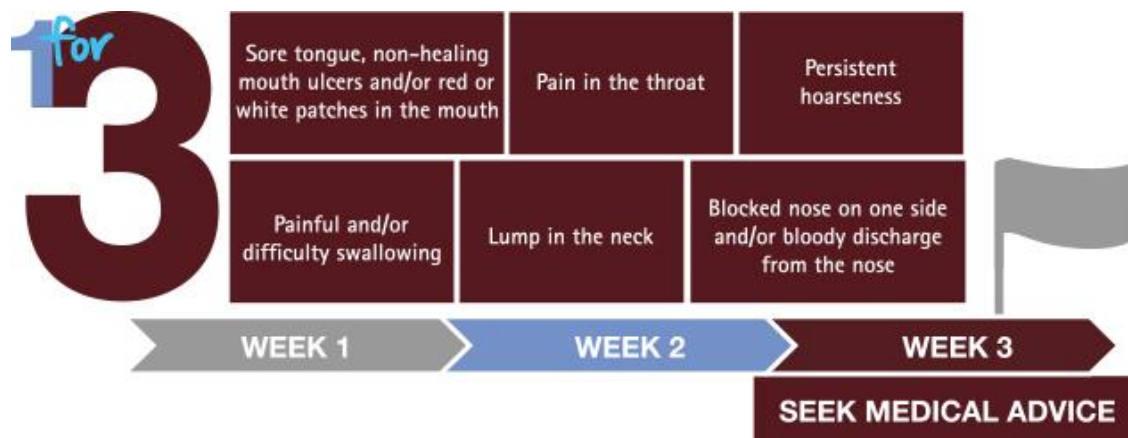 1 for 3
Sore tongue, non-healing
mouth ulcers and/or red or
white patches in the mouth
Pain in the throat
Persistent
hoarseness
Painful and/or
difficulty swallowing
Lump in the neck
Blocked nose on one side
and/or bloody discharge
from the nose
WEEK 1
WEEK 2
WEEK 3
SEEK MEDICAL ADVICE